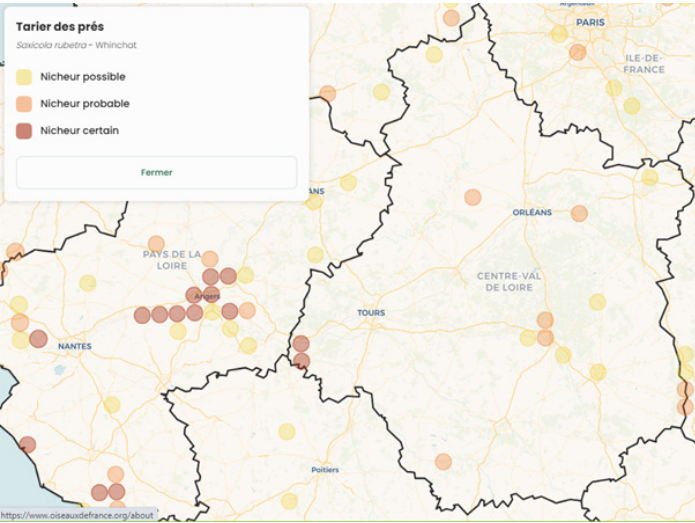 Tarier des prés
Saxicola rubetra - Whinchat
Nicheur possible
Nicheur probable
Nicheur certain
Fermer
PARIS
ILE-DE-
FRANCE
ANS
ORLÉANS
PAYS DE LA
LOIRE
CENTRE-VAL
DE LOIRE
Angers
TOURS
NANTES
Poitiers
https://www.oiseauxdefrance.org/about